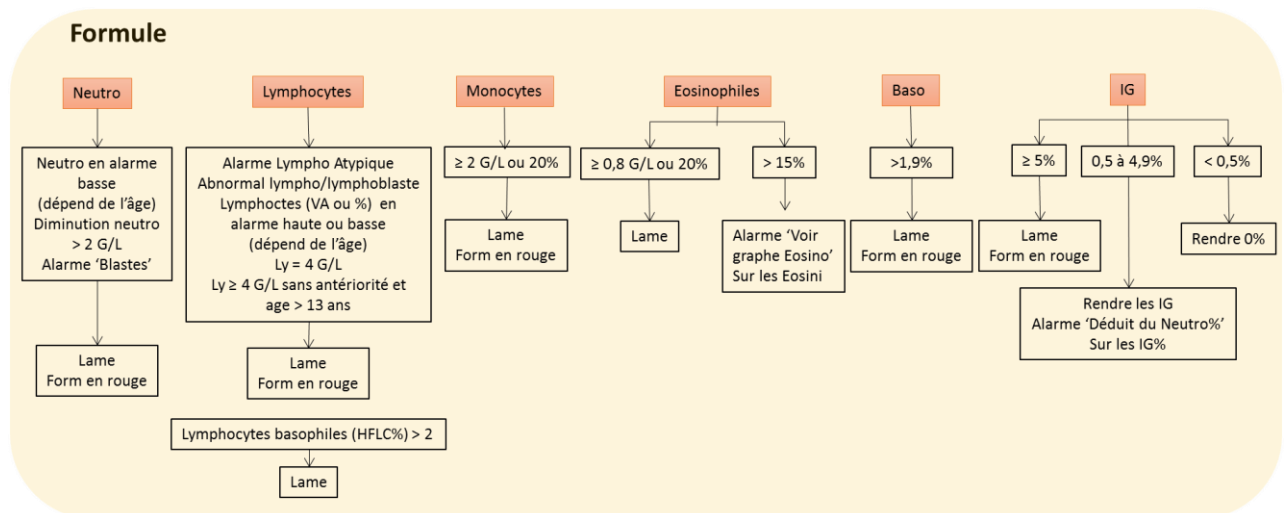 Formule
Neutro
Neutro en alarme
basse
(dépend de l'âge)
Diminution neutro
> 2 G/L
Alarme 'Blastes'
Lame
Form en rouge
Lymphocytes
Alarme Lympho Atypique
Abnormal lympho/lymphoblaste
Lymphoctes (VA ou %) en
alarme haute ou basse
(dépend de l'âge)
Ly = 4 G/L
Ly ≥ 4 G/L sans antériorité et
age > 13 ans
Lame
Form en rouge
Lymphocytes basophiles (HFLC%) > 2
Lame
Monocytes
≥ 2 G/L ou 20%
Lame
Form en rouge
Eosinophiles
≥ 0,8 G/L ou 20%
Lame
> 15%
Alarme 'Voir
graphe Eosino'
Sur les Eosini
Baso
>1,9%
Lame
Form en rouge
IG
≥ 5%
Lame
Form en rouge
0,5 à 4,9%
Rendre les IG
Alarme 'Déduit du Neutro%'
Sur les IG%
< 0,5%
Rendre 0%